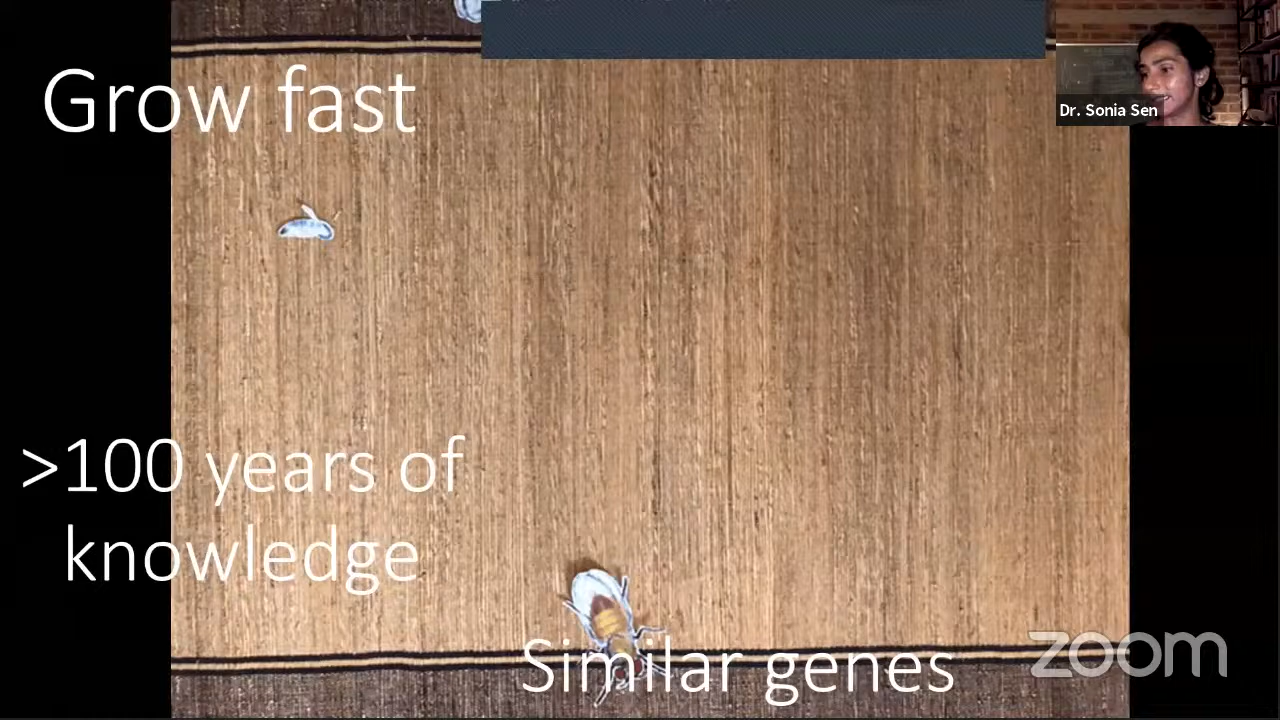 Grow fast
Dr. Sonia Sen
>100 years of
knowledge
Similar genes
zoom